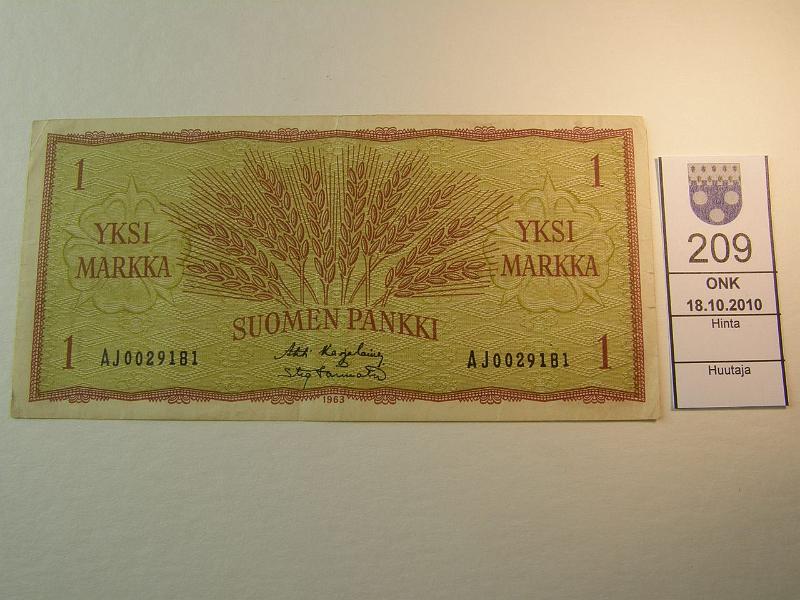 1
1
YKSI
MARKKA
YKSI
MARKKA
SUOMEN PANKKI
1
AJ0029181
AJ0029181
1
1963
209
ONK
18.10.2010
Hinta
Huutaja